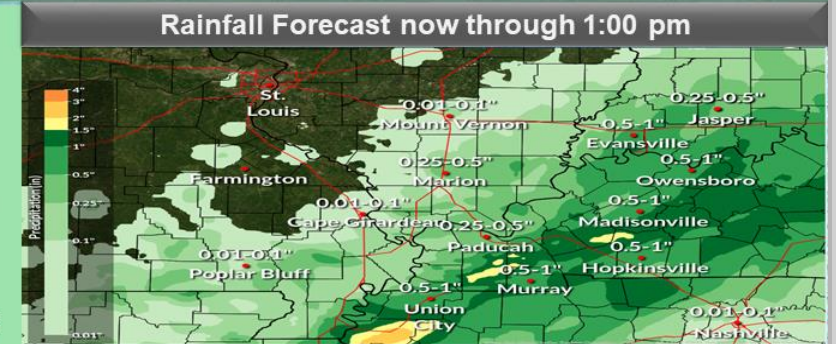 Rainfall Forecast now through 1:00 pm
4"
3"
2"
1.5"
1"
0.5"
0.25"
0.1"
0.01"
Precipitation(in)
St.
Louis
0.01-0.1"
Mount Vernon
0.25-0.5"
Jasper
0.5-1"
Evansville
0.5-1"
Owensboro
Farmington
0.25-0.5"
Marion
0.01-0.1"
Cape Girardeau
0.25-0.5"
Paducah
0.5-1"
Madisonville
0.01-0.1"
Poplar Bluff
0.5-1"
Hopkinsville
0.5-1"
Murray
0.5-1"
Union
City
0.01-0.1"
Nashville